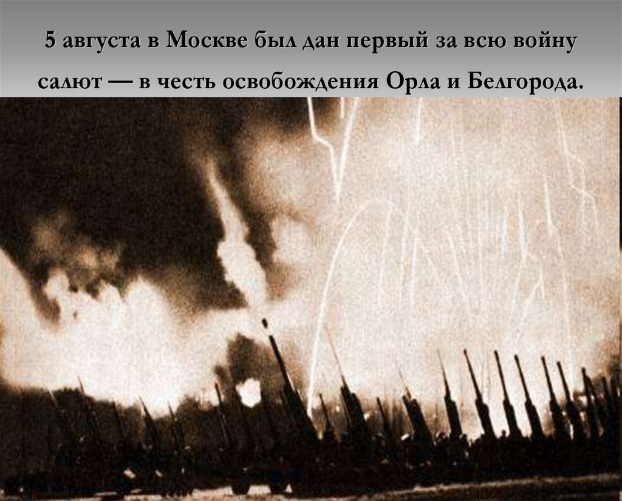 5 августа в Москве был дан первый за всю войну
салют — в честь освобождения Орла и Белгорода.